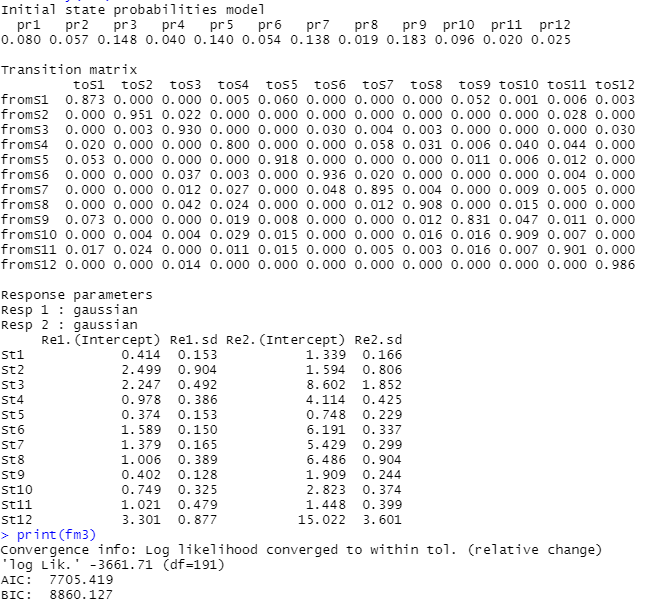 Initial state probabilities model
pr1 pr2 pr3 pr4 pr5 pr6 pr7 pr8 pr9 pr10 pr11 pr12
0.080 0.057 0.148 0.040 0.140 0.054 0.138 0.019 0.183 0.096 0.020 0.025
Transition matrix
toS1 toS2 toS3 toS4 toS5 toS6 toS7 toS8 toS9 toS10 toS11 toS12
fromS1 0.873 0.000 0.000 0.005 0.060 0.000 0.000 0.000 0.052 0.001 0.006 0.003
fromS2 0.000 0.951 0.022 0.000 0.000 0.000 0.000 0.000 0.000 0.000 0.028 0.000
fromS3 0.000 0.003 0.930 0.000 0.000 0.030 0.004 0.003 0.000 0.000 0.000 0.030
fromS4 0.020 0.000 0.000 0.800 0.000 0.000 0.058 0.031 0.006 0.040 0.044 0.000
fromS5 0.053 0.000 0.000 0.000 0.918 0.000 0.000 0.000 0.011 0.006 0.012 0.000
fromS6 0.000 0.000 0.037 0.003 0.000 0.936 0.020 0.000 0.000 0.000 0.004 0.000
fromS7 0.000 0.000 0.012 0.027 0.000 0.048 0.895 0.004 0.000 0.009 0.005 0.000
fromS8 0.000 0.000 0.042 0.024 0.000 0.000 0.012 0.908 0.000 0.015 0.000 0.000
fromS9 0.073 0.000 0.000 0.019 0.008 0.000 0.000 0.012 0.831 0.047 0.011 0.000
fromS10 0.000 0.004 0.004 0.029 0.015 0.000 0.000 0.016 0.016 0.909 0.007 0.000
fromS11 0.017 0.024 0.000 0.011 0.015 0.000 0.005 0.003 0.016 0.007 0.901 0.000
fromS12 0.000 0.000 0.014 0.000 0.000 0.000 0.000 0.000 0.000 0.000 0.000 0.986
Response parameters
Resp 1 : gaussian
Resp 2 : gaussian
Re1.(Intercept) Re1.sd Re2.(Intercept) Re2.sd
St1 0.414 0.153 1.339 0.166
St2 2.499 0.904 1.594 0.806
St3 2.247 0.492 8.602 1.852
St4 0.978 0.386 4.114 0.425
St5 0.374 0.153 0.748 0.229
St6 1.589 0.150 6.191 0.337
St7 1.379 0.165 5.429 0.299
St8 1.006 0.389 6.486 0.904
St9 0.402 0.128 1.909 0.244
St10 0.749 0.325 2.823 0.374
St11 1.021 0.479 1.448 0.399
St12 3.301 0.877 15.022 3.601
> print(fm3)
Convergence info: Log likelihood converged to within tol. (relative change)
'log Lik.' -3661.71 (df=191)
AIC: 7705.419
BIC: 8860.127